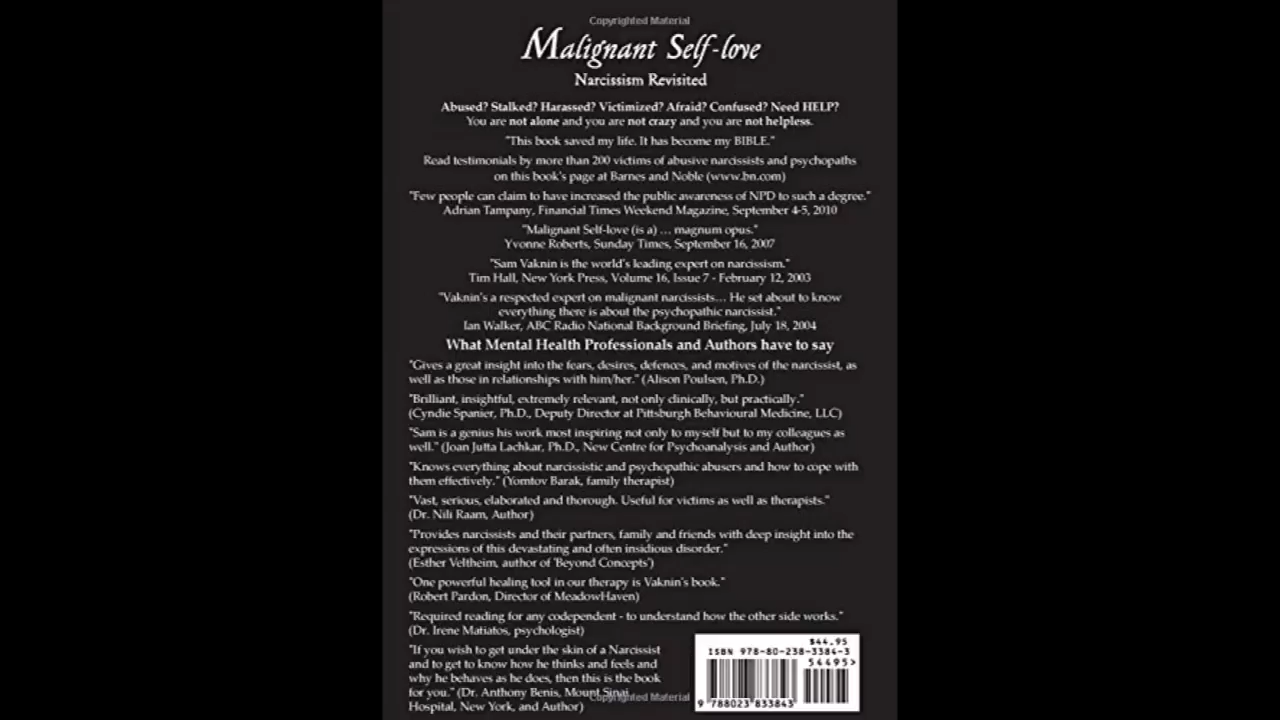 Copyrighted Material
Malignant Self-love
Narcissism Revisited
Abused? Stalked? Harassed? Victimized? Afraid? Confused? Need HELP?
You are not alone and you are not crazy and you are not helpless.
"This book saved my life. It has become my BIBLE."
Read testimonials by more than 200 victims of abusive narcissists and psychopaths
on this book's page at Barnes and Noble (www.bn.com)
"Few people can claim to have increased the public awareness of NPD to such a degree."
Adrian Tampany, Financial Times Weekend Magazine, September 4-5, 2010
"Malignant Self-love (is a) ... magnum opus."
Yvonne Roberts, Sunday Times, September 16, 2007
"Sam Vaknin is the world's leading expert on narcissism."
Tim Hall, New York Press, Volume 16, Issue 7 - February 12, 2003
"Vaknin's a respected expert on malignant narcissists... He set about to know
everything there is about the psychopathic narcissist."
Ian Walker, ABC Radio National Background Briefing, July 18, 2004
What Mental Health Professionals and Authors have to say
"Gives a great insight into the fears, desires, defences, and motives of the narcissist, as
well as those in relationships with him/her." (Alison Poulsen, Ph.D.)
"Brilliant, insightful, extremely relevant, not only clinically, but practically."
(Cyndie Spanier, Ph.D., Deputy Director at Pittsburgh Behavioural Medicine, LLC)
"Sam is a genius his work most inspiring not only to myself but to my colleagues as
well." (Joan Jutta Lachkar, Ph.D., New Centre for Psychoanalysis and Author)
"Knows everything about narcissistic and psychopathic abusers and how to cope with
them effectively." (Yomtov Barak, family therapist)
"Vast, serious, elaborated and thorough. Useful for victims as well as therapists."
(Dr. Nili Raam, Author)
"Provides narcissists and their partners, family and friends with deep insight into the
expressions of this devastating and often insidious disorder."
(Esther Veltheim, author of 'Beyond Concepts')
"One powerful healing tool in our therapy is Vaknin's book."
(Robert Pardon, Director of MeadowHaven)
"Required reading for any codependent - to understand how the other side works."
(Dr. Irene Matiatos, psychologist)
"If you wish to get under the skin of a Narcissist
and to get to know how he thinks and feels and
why he behaves as he does, then this is the book
for you." (Dr. Anthony Benis, Mount Sinai
Hospital, New York, and Author)
Copyrighted Material
$44.95
ISBN 978-80-238-3384-3
54495>
9 788023 833843